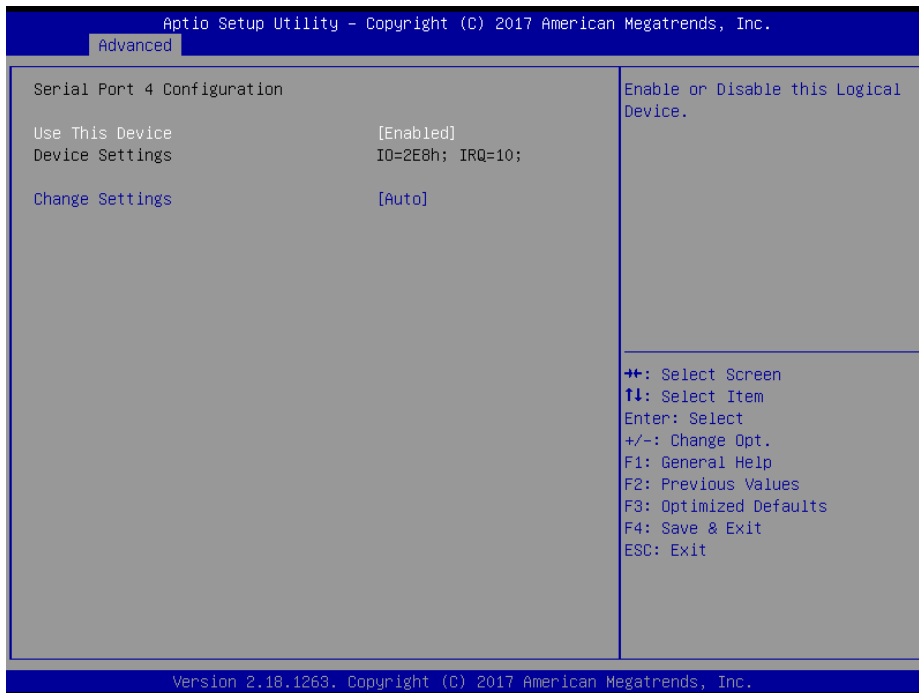 Aptio Setup Utility – Copyright (C) 2017 American Megatrends, Inc.
Advanced
Serial Port 4 Configuration
Use This Device [Enabled]
Device Settings IO=2E8h; IRQ=10;
Change Settings [Auto]
Enable or Disable this Logical
Device.
→←: Select Screen
↑↓: Select Item
Enter: Select
+/-: Change Opt.
F1: General Help
F2: Previous Values
F3: Optimized Defaults
F4: Save & Exit
ESC: Exit
Version 2.18.1263. Copyright (C) 2017 American Megatrends, Inc.